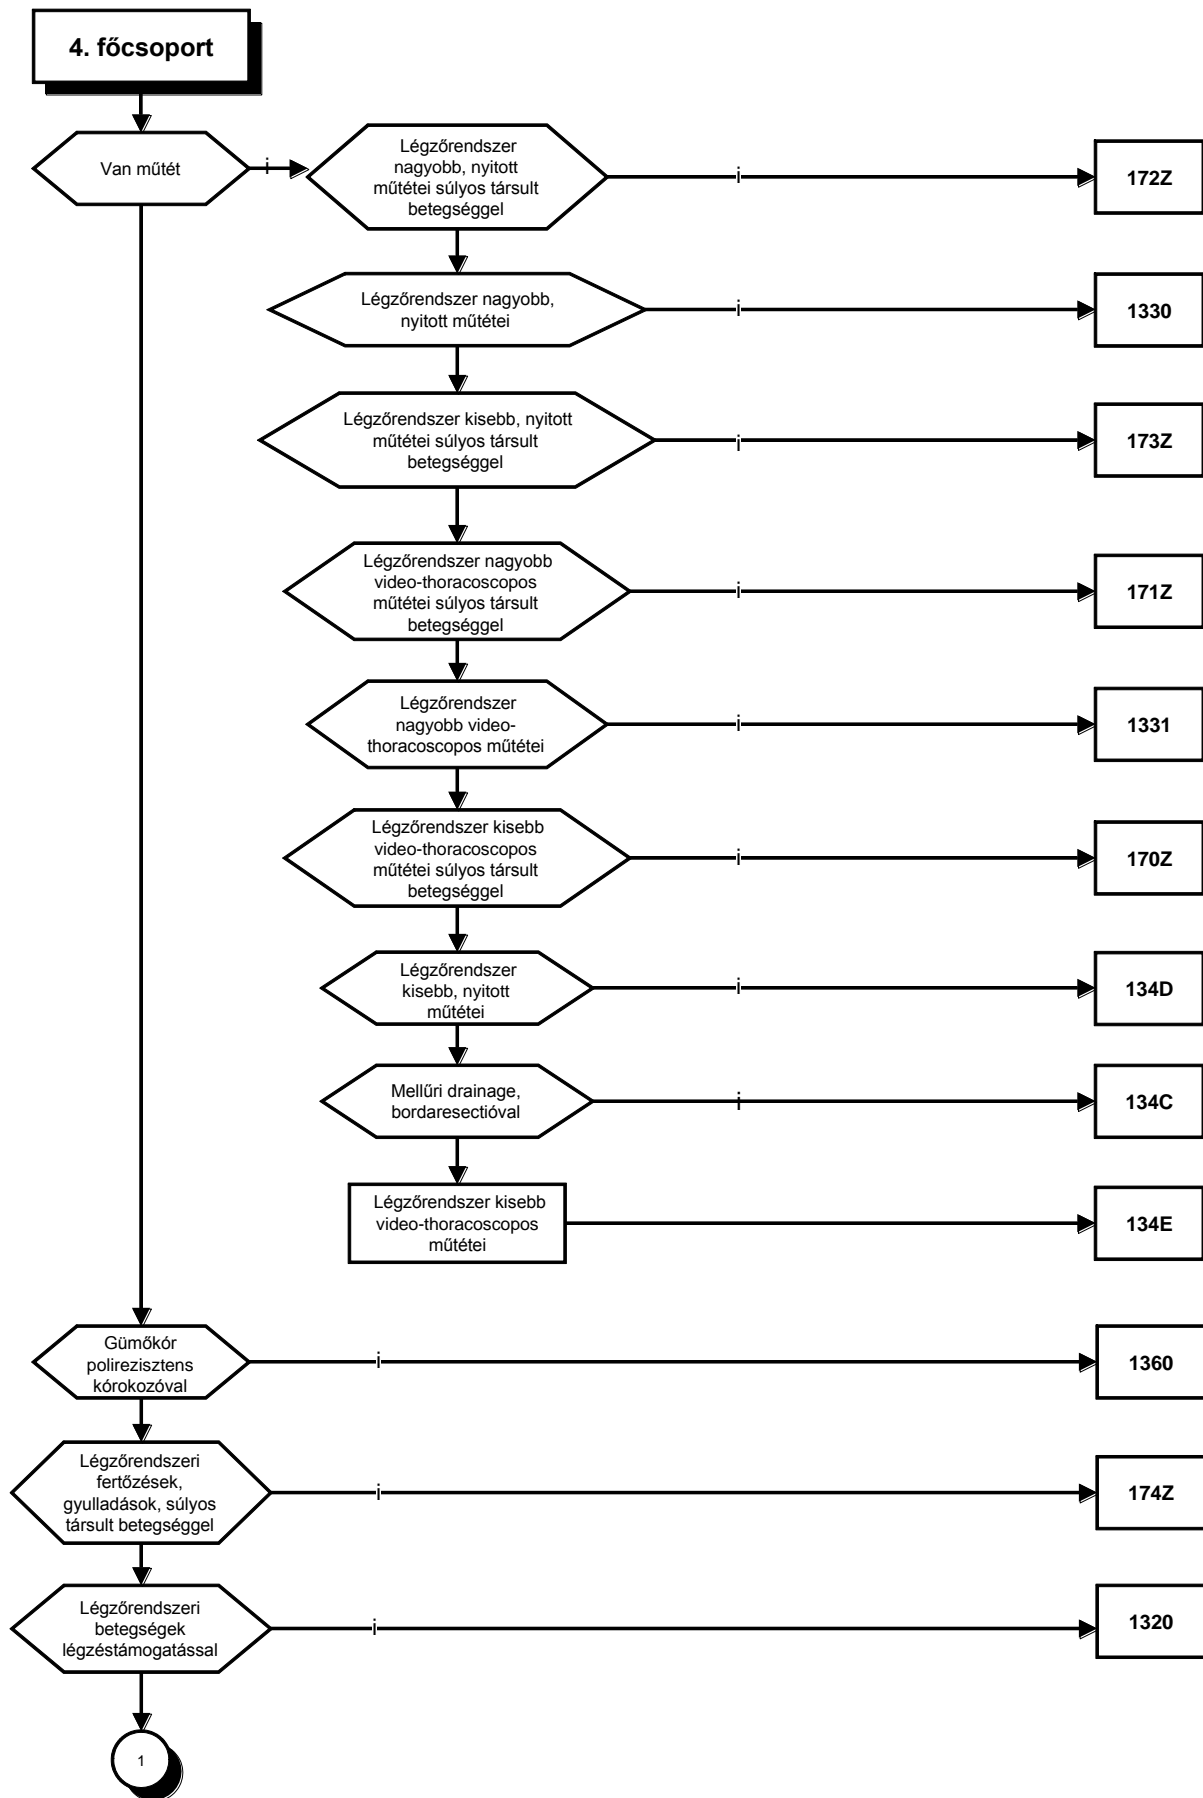 4. főcsoport
Van műtét
i
Légzőrendszer
nagyobb, nyitott
műtétei súlyos társult
betegséggel
i
172Z
Légzőrendszer nagyobb,
nyitott műtétei
i
1330
Légzőrendszer kisebb, nyitott
műtétei súlyos társult
betegséggel
i
173Z
Légzőrendszer nagyobb
video-thoracoscopos
műtétei súlyos társult
betegséggel
i
171Z
Légzőrendszer
nagyobb video-
thoracoscopos műtétei
i
1331
Légzőrendszer kisebb
video-thoracoscopos
műtétei súlyos társult
betegséggel
i
170Z
Légzőrendszer
kisebb, nyitott
műtétei
i
134D
Mellűri drainage,
bordaresectióval
i
134C
Légzőrendszer kisebb
video-thoracoscopos
műtétei
134E
Gümőkór
polirezisztens
kórokozóval
i
1360
Légzőrendszeri
fertőzések,
gyulladások, súlyos
társult betegséggel
i
174Z
Légzőrendszeri
betegségek
légzéstámogatással
i
1320
1